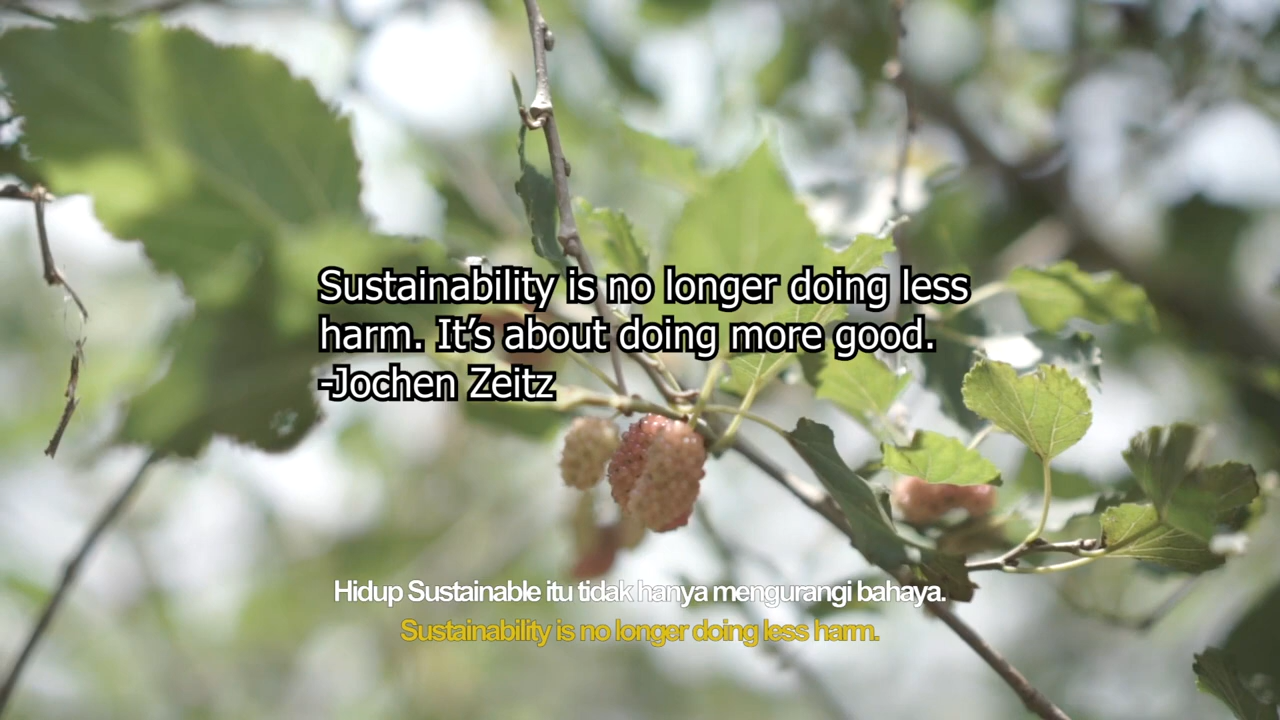 Sustainability is no longer doing less
harm. It’s about doing more good.
-Jochen Zeitz
Hidup Sustainable itu tidak hanya mengurangi bahaya.
Sustainability is no longer doing less harm.